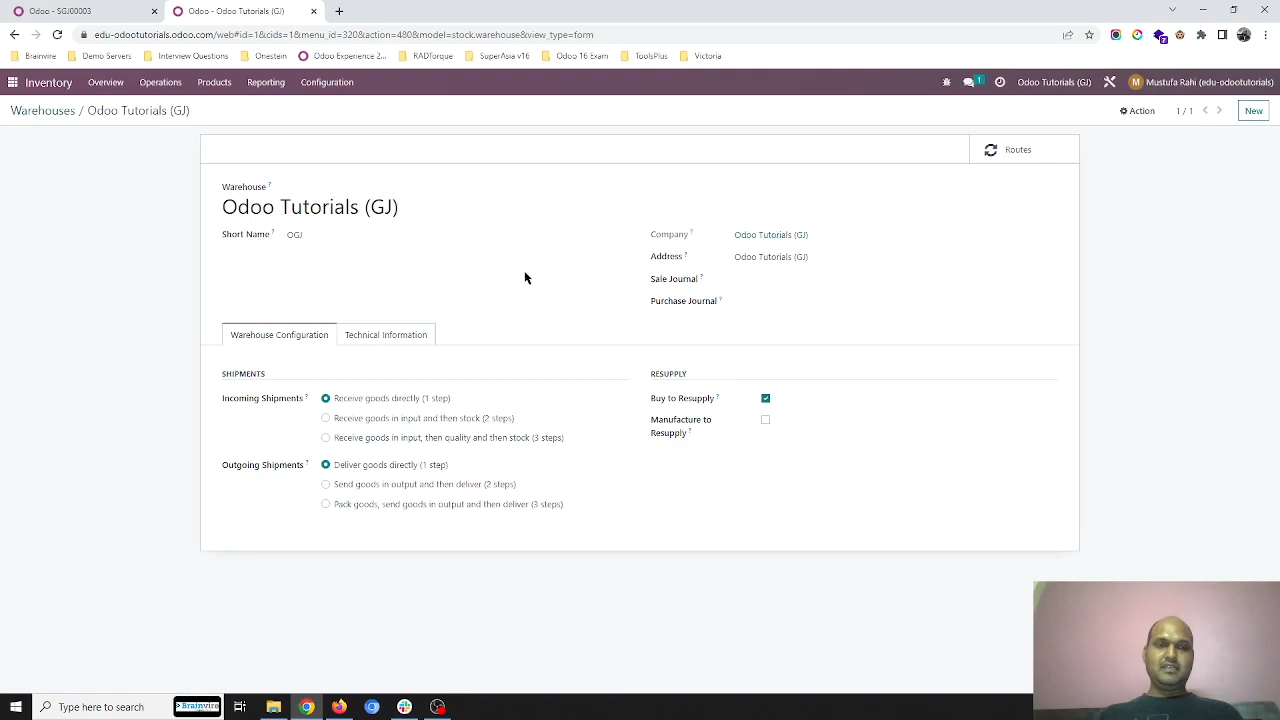 Odoo - SGJ00003
Odoo - Odoo Tutorials (GJ)
edu-odootutorials.odoo.com/web#id=1&cids=1&menu_id=320&action=480&model=stock.warehouse&view_type=form
Brainvire Demo Servers Interview Questions Onestein Odoo Experience 2... RADTorque SuperAsia v16 Odoo 16 Exam ToolsPlus Victoria
Inventory Overview Operations Products Reporting Configuration 1 Odoo Tutorials (GJ) M Mustufa Rahi (edu-odootutorials)
Warehouses / Odoo Tutorials (GJ) Action 1 / 1 New
Routes
Warehouse ?
Odoo Tutorials (GJ)
Short Name ? OGJ
Company ? Odoo Tutorials (GJ)
Address ? Odoo Tutorials (GJ)
Sale Journal ?
Purchase Journal ?
Warehouse Configuration Technical Information
SHIPMENTS
Incoming Shipments ? Receive goods directly (1 step)
Receive goods in input and then stock (2 steps)
Receive goods in input, then quality and then stock (3 steps)
Outgoing Shipments ? Deliver goods directly (1 step)
Send goods in output and then deliver (2 steps)
Pack goods, send goods in output and then deliver (3 steps)
RESUPPLY
Buy to Resupply ?
Manufacture to
Resupply ?
Type here to search
Brainvire